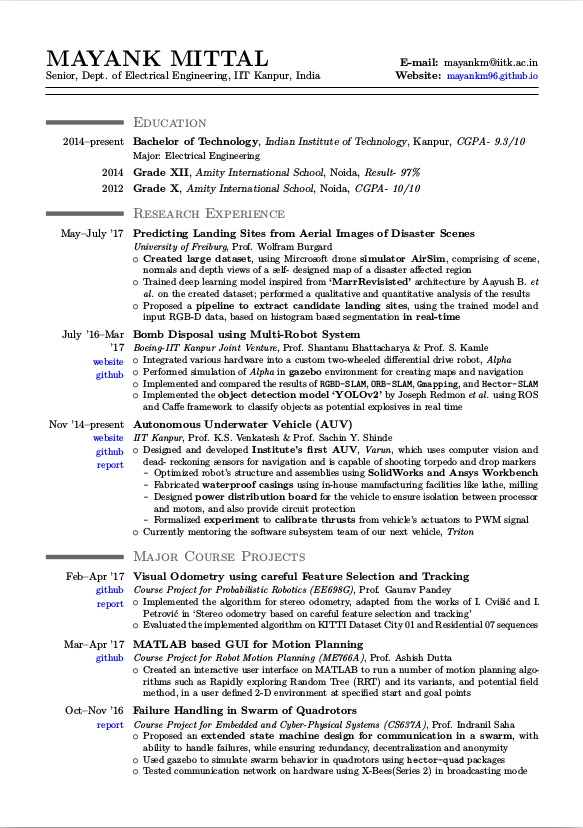 MAYANK MITTAL
Senior, Dept. of Electrical Engineering, IIT Kanpur, India
E-mail: mayankm@iitk.ac.in
Website: mayankm96.github.io
Education
2014–present Bachelor of Technology, Indian Institute of Technology, Kanpur, CGPA- 9.3/10
Major: Electrical Engineering
2014 Grade XII, Amity International School, Noida, Result- 97%
2012 Grade X, Amity International School, Noida, CGPA- 10/10
Research Experience
May–July '17 Predicting Landing Sites from Aerial Images of Disaster Scenes
University of Freiburg, Prof. Wolfram Burgard
○ Created large dataset, using Mircrosoft drone simulator AirSim, comprising of scene,
normals and depth views of a self- designed map of a disaster affected region
○ Trained deep learning model inspired from 'MarrRevisited' architecture by Aayush B. et
al. on the created dataset; performed a qualitative and quantitative analysis of the results
○ Proposed a pipeline to extract candidate landing sites, using the trained model and
input RGB-D data, based on histogram based segmentation in real-time
July '16–Mar '17
website
github
Bomb Disposal using Multi-Robot System
Boeing-IIT Kanpur Joint Venture, Prof. Shantanu Bhattacharya & Prof. S. Kamle
○ Integrated various hardware into a custom two-wheeled differential drive robot, Alpha
○ Performed simulation of Alpha in gazebo environment for creating maps and navigation
○ Implemented and compared the results of RGBD-SLAM, ORB-SLAM, Gmapping, and Hector-SLAM
○ Implemented the object detection model 'YOLOv2' by Joseph Redmon et al. using ROS
and Caffe framework to classify objects as potential explosives in real time
Nov '14–present
website
github
report
Autonomous Underwater Vehicle (AUV)
IIT Kanpur, Prof. K.S. Venkatesh & Prof. Sachin Y. Shinde
○ Designed and developed Institute's first AUV, Varun, which uses computer vision and
dead- reckoning sensors for navigation and is capable of shooting torpedo and drop markers
– Optimized robot's structure and assemblies using SolidWorks and Ansys Workbench
– Fabricated waterproof casings using in-house manufacturing facilities like lathe, milling
– Designed power distribution board for the vehicle to ensure isolation between processor
and motors, and also provide circuit protection
– Formalized experiment to calibrate thrusts from vehicle's actuators to PWM signal
○ Currently mentoring the software subsystem team of our next vehicle, Triton
Major Course Projects
Feb–Apr '17
github
report
Visual Odometry using careful Feature Selection and Tracking
Course Project for Probabilistic Robotics (EE698G), Prof. Gaurav Pandey
○ Implemented the algorithm for stereo odometry, adapted from the works of I. Cvišić and I.
Petrović in 'Stereo odometry based on careful feature selection and tracking'
○ Evaluated the implemented algorithm on KITTI Dataset City 01 and Residential 07 sequences
Mar–Apr '17
github
MATLAB based GUI for Motion Planning
Course Project for Robot Motion Planning (ME766A), Prof. Ashish Dutta
○ Created an interactive user interface on MATLAB to run a number of motion planning algo-
rithms such as Rapidly exploring Random Tree (RRT) and its variants, and potential field
method, in a user defined 2-D environment at specified start and goal points
Oct–Nov '16
report
Failure Handling in Swarm of Quadrotors
Course Project for Embedded and Cyber-Physical Systems (CS637A), Prof. Indranil Saha
○ Proposed an extended state machine design for communication in a swarm, with
ability to handle failures, while ensuring redundancy, decentralization and anonymity
○ Used gazebo to simulate swarm behavior in quadrotors using hector-quad packages
○ Tested communication network on hardware using X-Bees(Series 2) in broadcasting mode